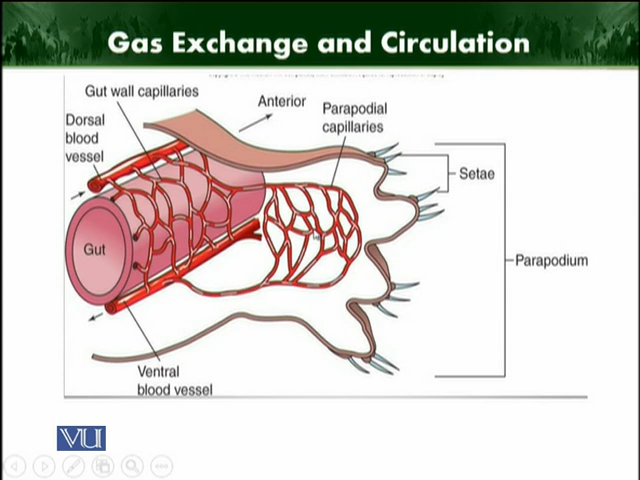 Gas Exchange and Circulation
Gut wall capillaries
Anterior
Parapodial
capillaries
Dorsal
blood
vessel
Setae
Gut
Parapodium
Ventral
blood vessel
VU